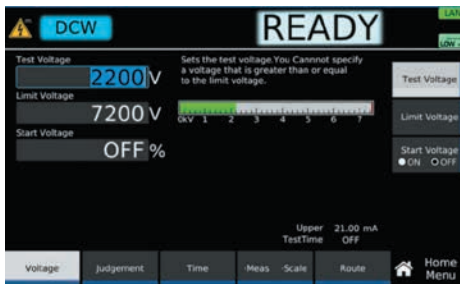 DCW
READY
LAN
LOW
Test Voltage
2200 V
Limit Voltage
7200 V
Start Voltage
OFF %
Sets the test voltage.You Cannnot specify
a voltage that is greater than or equal
to the limit voltage.
0kV 1 2 3 4 5 6 7
Test Voltage
Limit Voltage
Start Voltage
ON OFF
Upper 21.00 mA
TestTime OFF
Voltage
Judgement
Time
Meas Scale
Route
Home
Menu